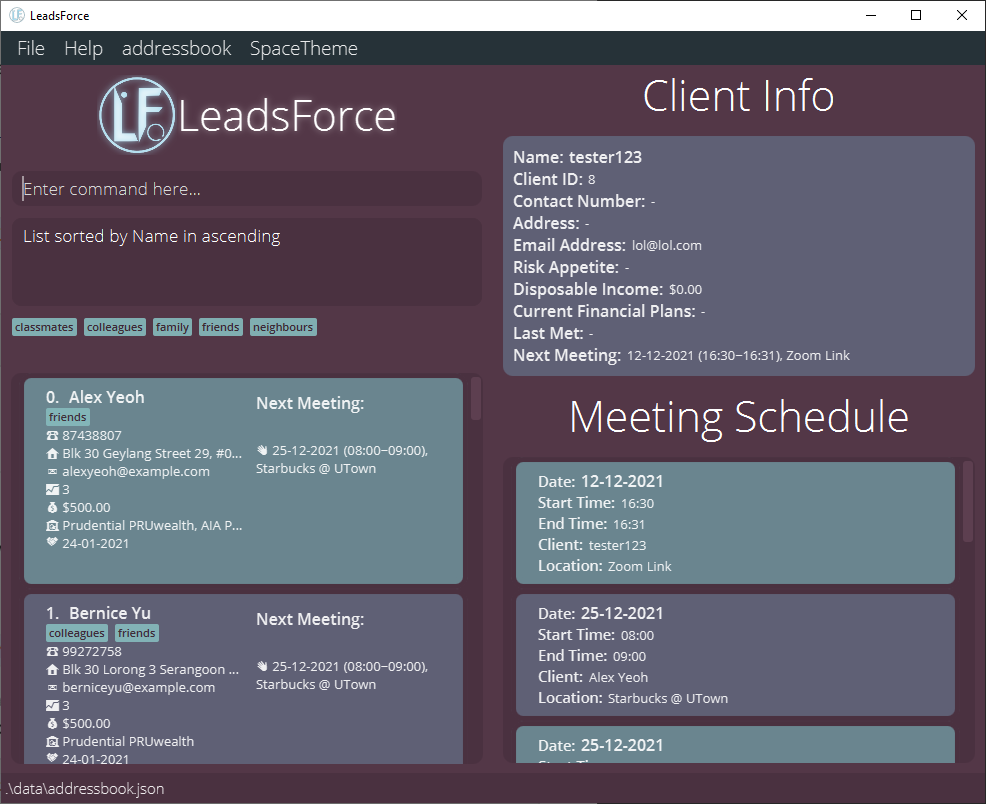 LeadsForce
File Help addressbook SpaceTheme
LF
LeadsForce
Enter command here...
List sorted by Name in ascending
classmates colleagues family friends neighbours
0. Alex Yeoh
friends
87438807
Blk 30 Geylang Street 29, #0...
alexyeoh@example.com
3
$500.00
Prudential PRUwealth, AIA P...
24-01-2021
Next Meeting:
25-12-2021 (08:00~09:00),
Starbucks @ UTown
1. Bernice Yu
colleagues friends
99272758
Blk 30 Lorong 3 Serangoon ...
berniceyu@example.com
3
$500.00
Prudential PRUwealth
24-01-2021
Next Meeting:
25-12-2021 (08:00~09:00),
Starbucks @ UTown
Client Info
Name: tester123
Client ID: 8
Contact Number: -
Address: -
Email Address: lol@lol.com
Risk Appetite: -
Disposable Income: $0.00
Current Financial Plans: -
Last Met: -
Next Meeting: 12-12-2021 (16:30~16:31), Zoom Link
Meeting Schedule
Date: 12-12-2021
Start Time: 16:30
End Time: 16:31
Client: tester123
Location: Zoom Link
Date: 25-12-2021
Start Time: 08:00
End Time: 09:00
Client: Alex Yeoh
Location: Starbucks @ UTown
Date: 25-12-2021
.\data\addressbook.json